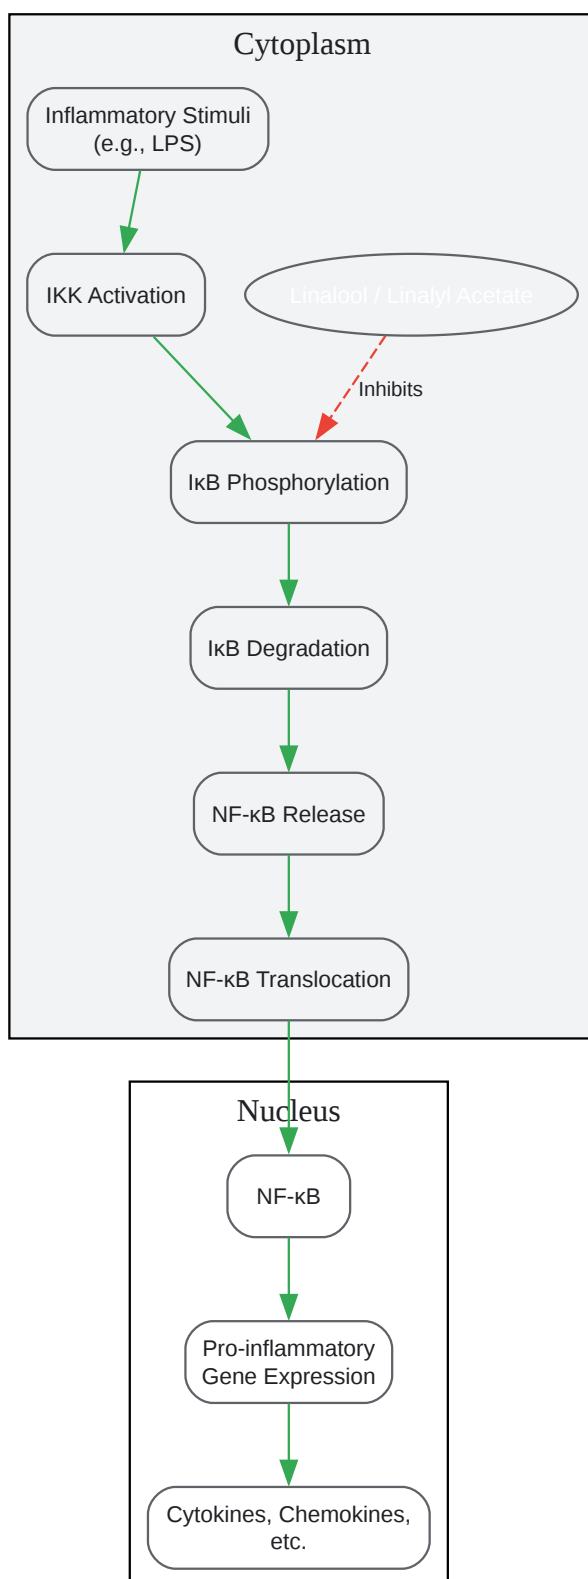 Cytoplasm
Inflammatory Stimuli
(e.g., LPS)
IKK Activation
Linalool / Linalyl Acetate
Inhibits
IκB Phosphorylation
IκB Degradation
NF-κB Release
NF-κB Translocation
Nucleus
NF-κB
Pro-inflammatory
Gene Expression
Cytokines, Chemokines,
etc.